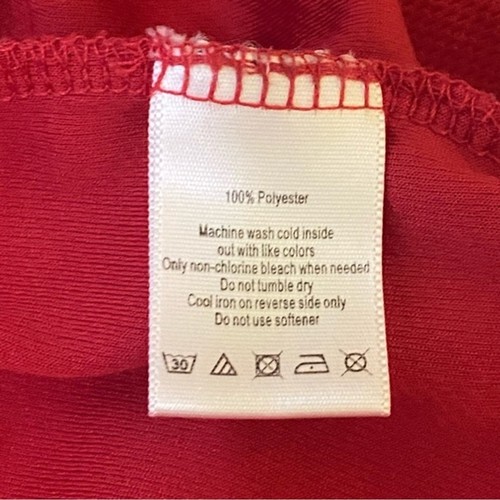 100% Polyester
Machine wash cold inside
out with like colors
Only non-chlorine bleach when needed
Do not tumble dry
Cool iron on reverse side only
Do not use softener
30